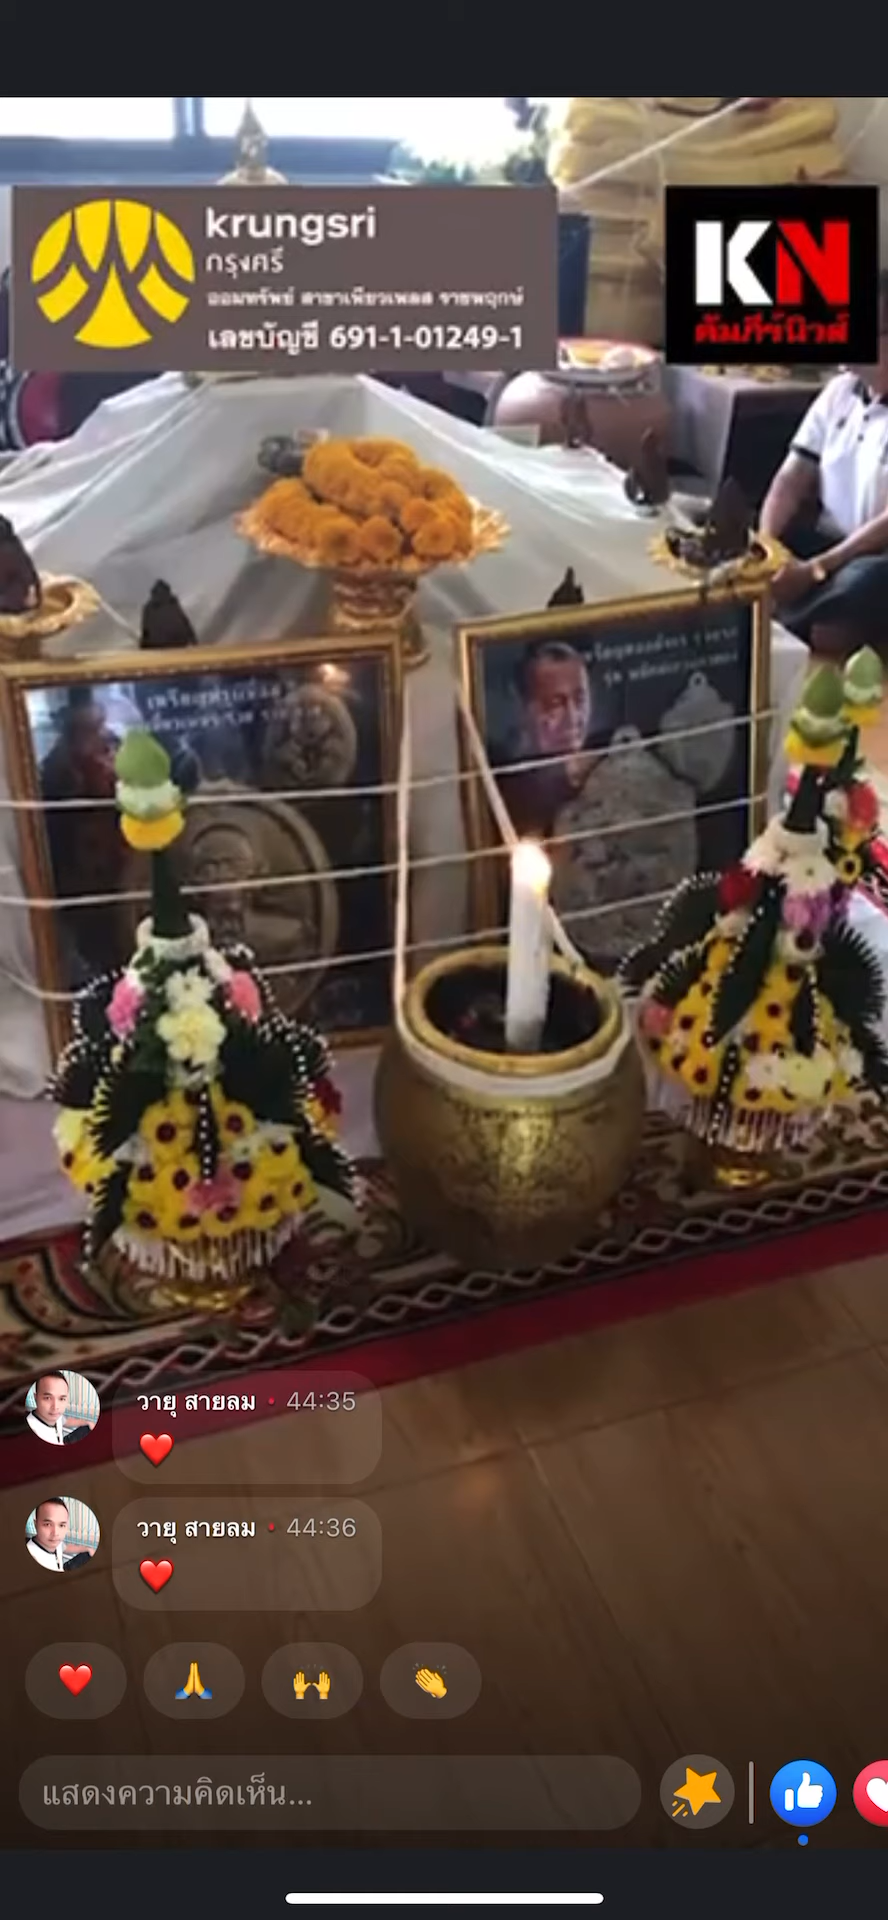 krungsri
กรุงศรี
ออมทรัพย์ สาขาเพียวเพลส ราชพฤกษ์
เลขบัญชี 691-1-01249-1
KN
คัมภีร์นิวส์
วายุ สายลม • 44:35
❤️
วายุ สายลม • 44:36
❤️
แสดงความคิดเห็น...